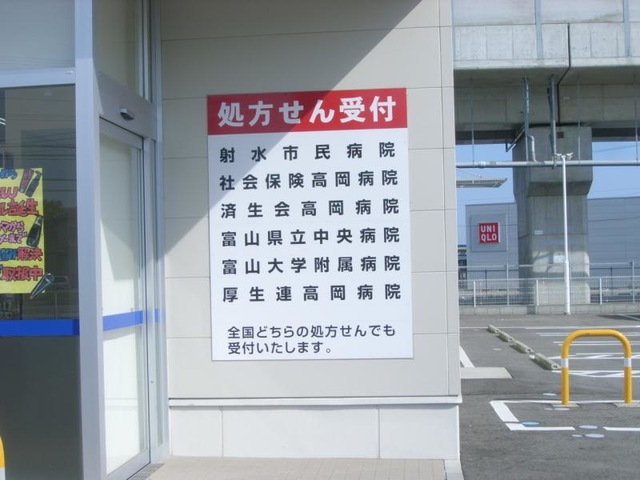 処方せん受付
射水市民病院
社会保険高岡病院
済生会高岡病院
富山県立中央病院
富山大学附属病院
厚生連高岡病院
全国どちらの処方せんでも
受付いたします。
UNI
QLO